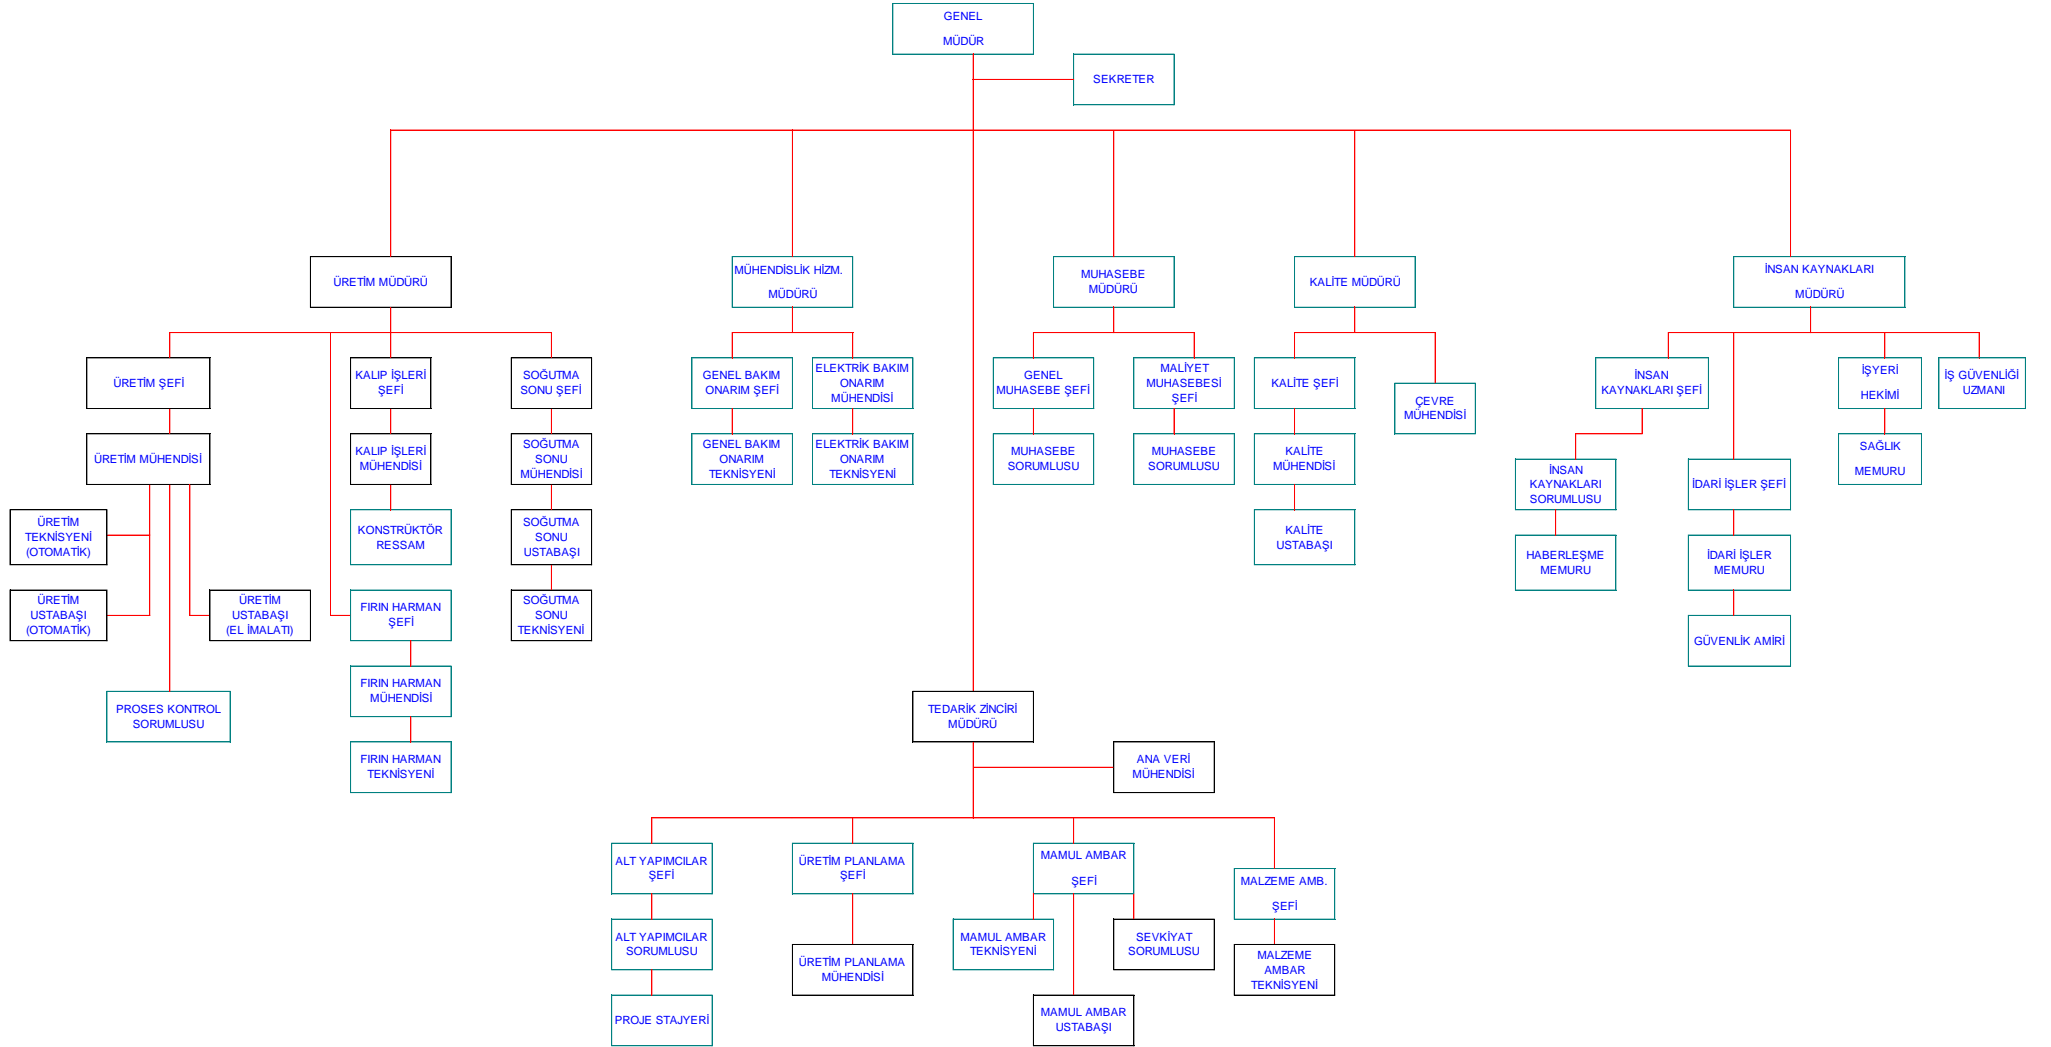 GENEL
MÜDÜR
SEKRETER
ÜRETİM MÜDÜRÜ
MÜHENDİSLİK HİZM.
MÜDÜRÜ
MUHASEBE
MÜDÜRÜ
KALİTE MÜDÜRÜ
İNSAN KAYNAKLARI
MÜDÜRÜ
ÜRETİM ŞEFİ
KALIP İŞLERİ
ŞEFİ
SOĞUTMA
SONU ŞEFİ
GENEL BAKIM
ONARIM ŞEFİ
ELEKTRİK BAKIM
ONARIM
MÜHENDİSİ
GENEL
MUHASEBE ŞEFİ
MALİYET
MUHASEBESİ
ŞEFİ
KALİTE ŞEFİ
ÇEVRE
MÜHENDİSİ
İNSAN
KAYNAKLARI ŞEFİ
İŞYERİ
HEKİMİ
İŞ GÜVENLİĞİ
UZMANI
ÜRETİM MÜHENDİSİ
KALIP İŞLERİ
MÜHENDİSİ
SOĞUTMA
SONU
MÜHENDİSİ
GENEL BAKIM
ONARIM
TEKNİSYENİ
ELEKTRİK BAKIM
ONARIM
TEKNİSYENİ
MUHASEBE
SORUMLUSU
MUHASEBE
SORUMLUSU
KALİTE
MÜHENDİSİ
İNSAN
KAYNAKLARI
SORUMLUSU
İDARİ İŞLER ŞEFİ
SAĞLIK
MEMURU
ÜRETİM
TEKNİSYENİ
(OTOMATİK)
KONSTRÜKTÖR
RESSAM
SOĞUTMA
SONU
USTABAŞI
KALİTE
USTABAŞI
HABERLEŞME
MEMURU
İDARİ İŞLER
MEMURU
ÜRETİM
USTABAŞI
(OTOMATİK)
ÜRETİM
USTABAŞI
(EL İMALATI)
FIRIN HARMAN
ŞEFİ
SOĞUTMA
SONU
TEKNİSYENİ
GÜVENLİK AMİRİ
FIRIN HARMAN
MÜHENDİSİ
PROSES KONTROL
SORUMLUSU
TEDARİK ZİNCİRİ
MÜDÜRÜ
FIRIN HARMAN
TEKNİSYENİ
ANA VERİ
MÜHENDİSİ
ALT YAPIMCILAR
ŞEFİ
ÜRETİM PLANLAMA
ŞEFİ
MAMUL AMBAR
ŞEFİ
MALZEME AMB.
ŞEFİ
ALT YAPIMCILAR
SORUMLUSU
ÜRETİM PLANLAMA
MÜHENDİSİ
MAMUL AMBAR
TEKNİSYENİ
SEVKİYAT
SORUMLUSU
MALZEME
AMBAR
TEKNİSYENİ
PROJE STAJYERİ
MAMUL AMBAR
USTABAŞI